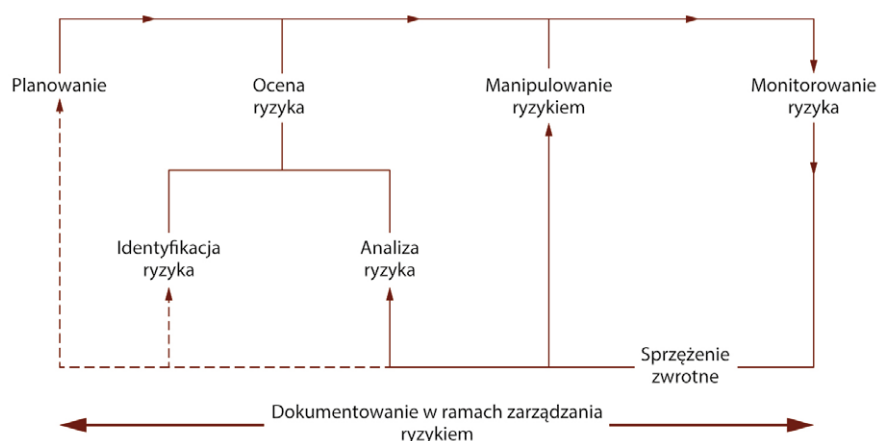 Planowanie
Ocena
ryzyka
Manipulowanie
ryzykiem
Monitorowanie
ryzyka
Identyfikacja
ryzyka
Analiza
ryzyka
Sprzężenie
zwrotne
Dokumentowanie w ramach zarządzania
ryzykiem